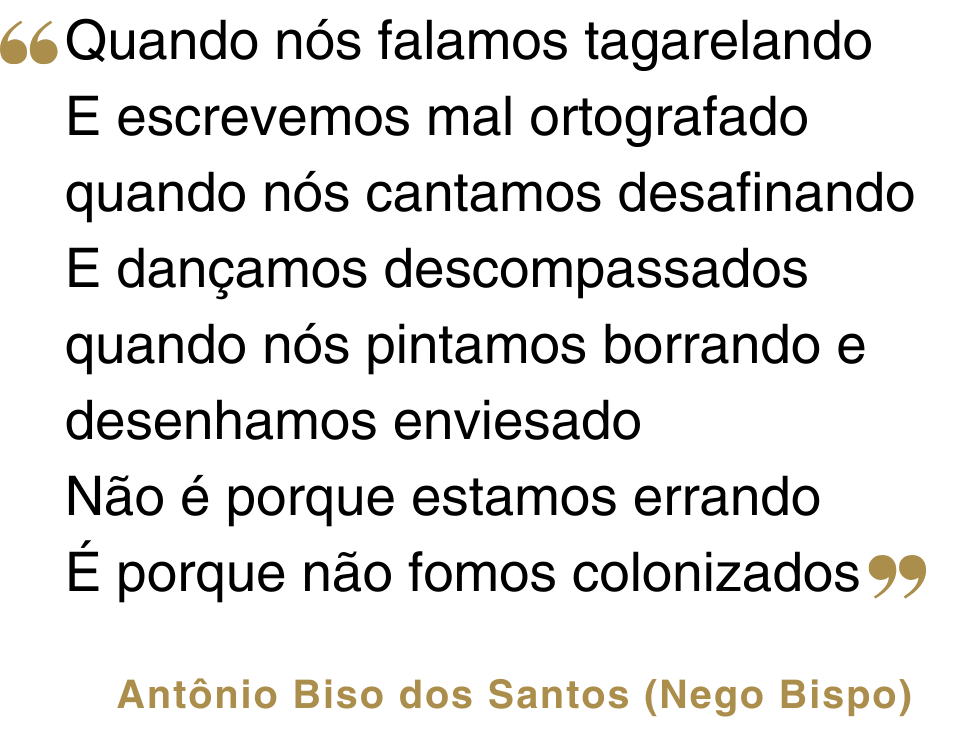 “Quando nós falamos tagarelando
E escrevemos mal ortografado
quando nós cantamos desafinando
E dançamos descompassados
quando nós pintamos borrando e
desenhamos enviesado
Não é porque estamos errando
É porque não fomos colonizados”
Antônio Biso dos Santos (Nego Bispo)